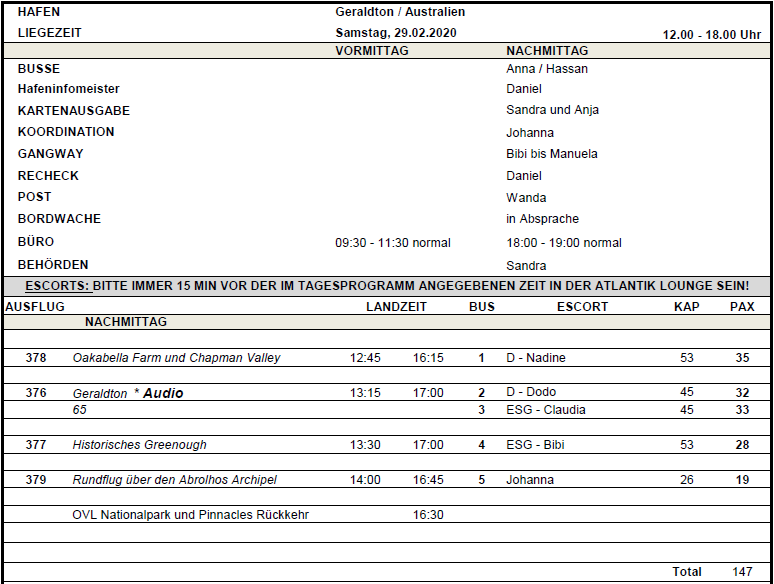 HAFEN Geraldton / Australien
LIEGEZEIT Samstag, 29.02.2020 12.00 - 18.00 Uhr
VORMITTAG NACHMITTAG
BUSSE Anna / Hassan
Hafeninfomeister Daniel
KARTENAUSGABE Sandra und Anja
KOORDINATION Johanna
GANGWAY Bibi bis Manuela
RECHECK Daniel
POST Wanda
BORDWACHE in Absprache
BÜRO 09:30 - 11:30 normal 18:00 - 19:00 normal
BEHÖRDEN Sandra
ESCORTS: BITTE IMMER 15 MIN VOR DER IM TAGESPROGRAMM ANGEGEBENEN ZEIT IN DER ATLANTIK LOUNGE SEIN!
AUSFLUG LANDZEIT BUS ESCORT KAP PAX
NACHMITTAG
378 Oakabella Farm und Chapman Valley 12:45 16:15 1 D - Nadine 53 35
376 Geraldton * Audio 13:15 17:00 2 D - Dodo 45 32
65 3 ESG - Claudia 45 33
377 Historisches Greenough 13:30 17:00 4 ESG - Bibi 53 28
379 Rundflug über den Abrolhos Archipel 14:00 16:45 5 Johanna 26 19
OVL Nationalpark und Pinnacles Rückkehr 16:30
Total 147